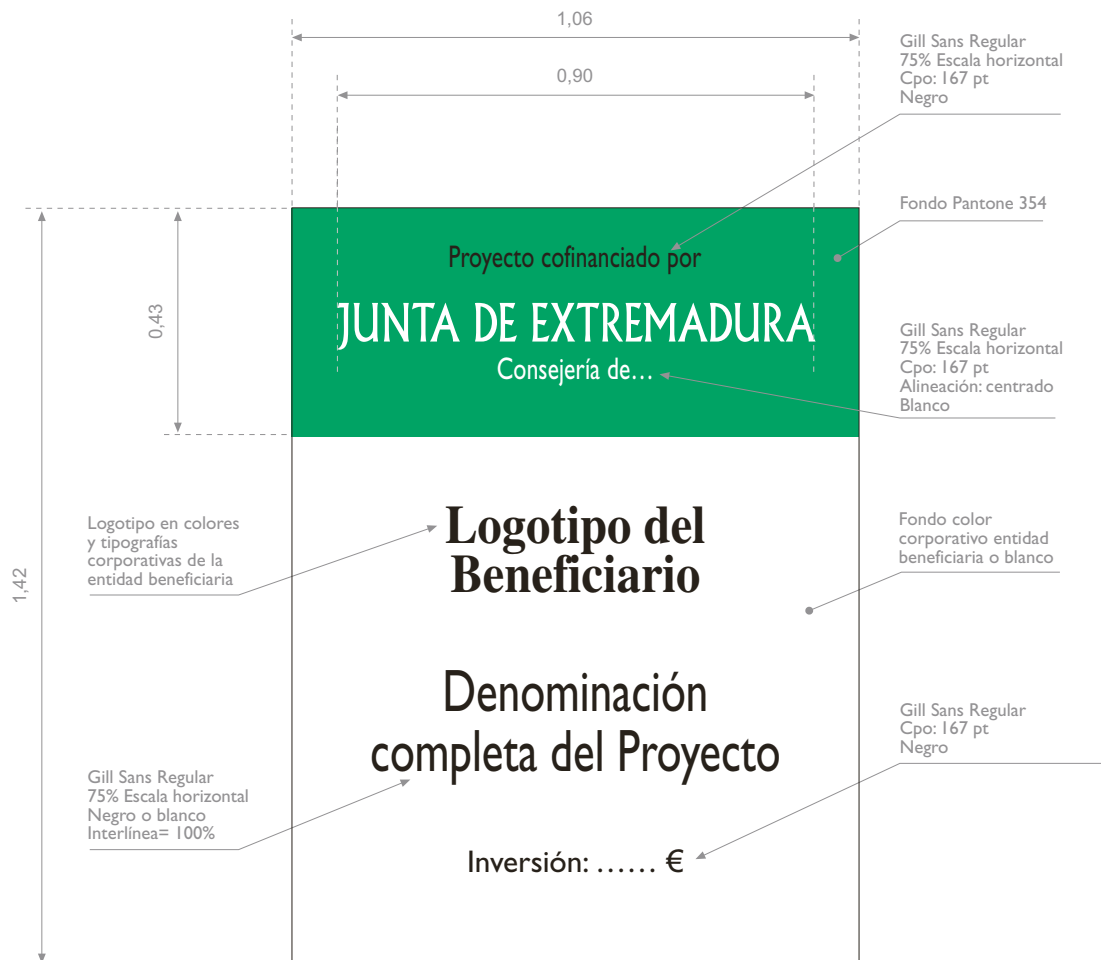 1,06
0,90
Gill Sans Regular
75% Escala horizontal
Cpo: 167 pt
Negro
Fondo Pantone 354
Proyecto cofinanciado por
JUNTA DE EXTREMADURA
Consejería de...
0,43
Gill Sans Regular
75% Escala horizontal
Cpo: 167 pt
Alineación: centrado
Blanco
Logotipo en colores
y tipografías
corporativas de la
entidad beneficiaria
Logotipo del
Beneficiario
Fondo color
corporativo entidad
beneficiaria o blanco
1,42
Denominación
completa del Proyecto
Gill Sans Regular
Cpo: 167 pt
Negro
Gill Sans Regular
75% Escala horizontal
Negro o blanco
Interlínea= 100%
Inversión: ...... €